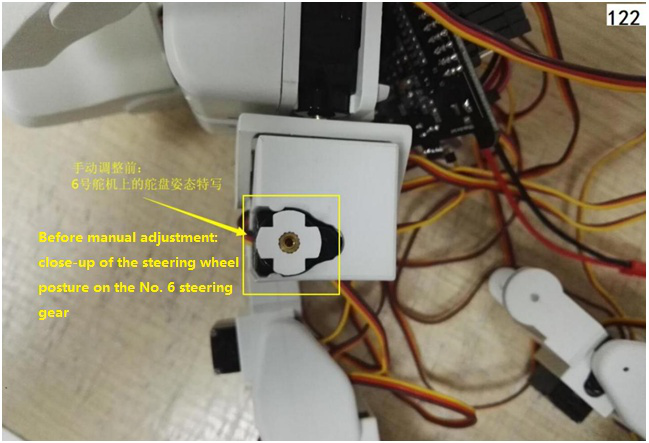 122
手动调整前：
6号舵机上的舵盘姿态特写
Before manual adjustment:
close-up of the steering wheel
posture on the No. 6 steering
gear